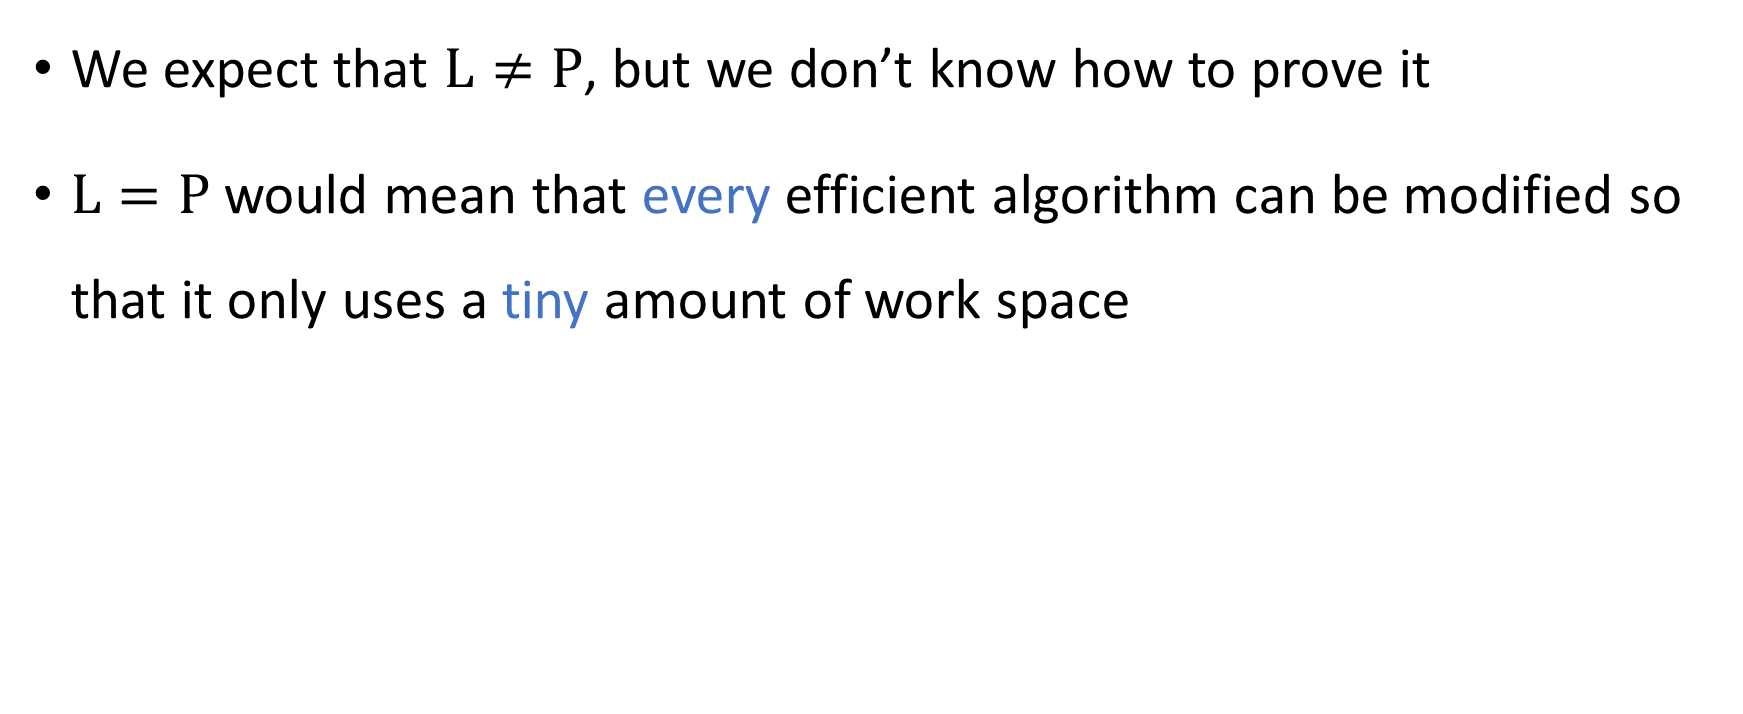 • We expect that L ≠ P, but we don’t know how to prove it
• L = P would mean that every efficient algorithm can be modified so
that it only uses a tiny amount of work space